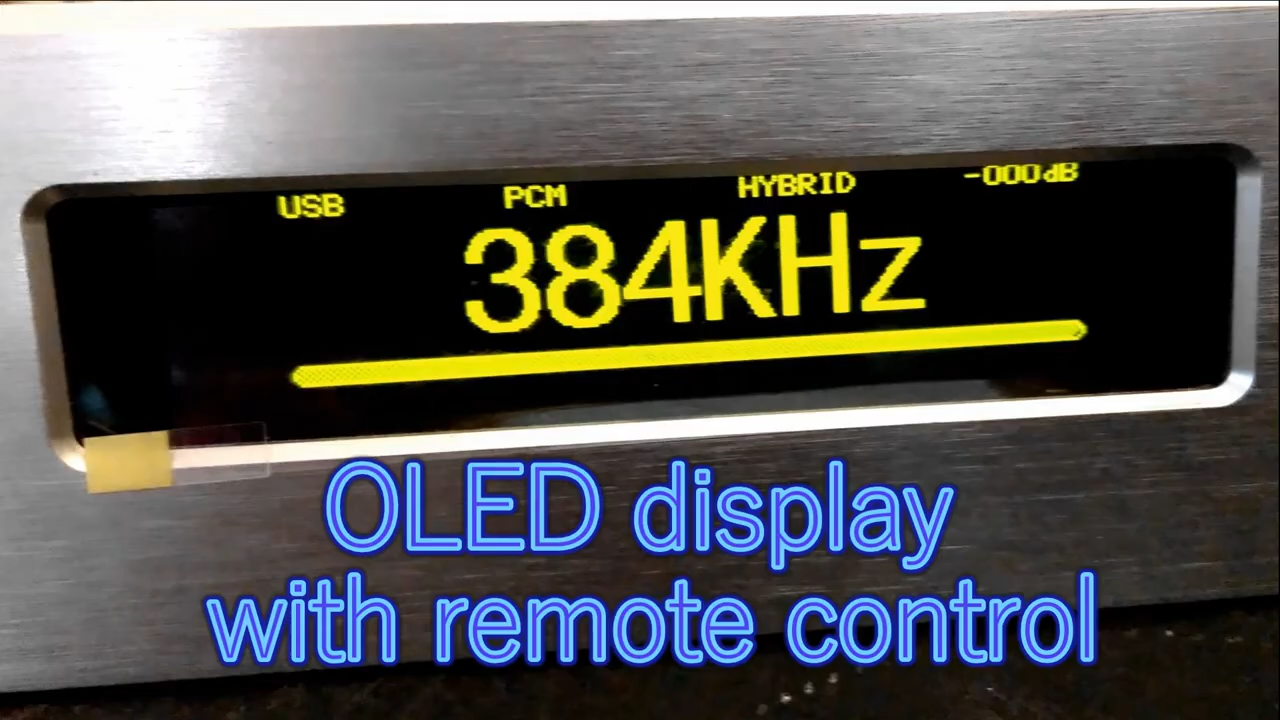 USB PCM HYBRID -000dB
384KHz
OLED display
with remote control